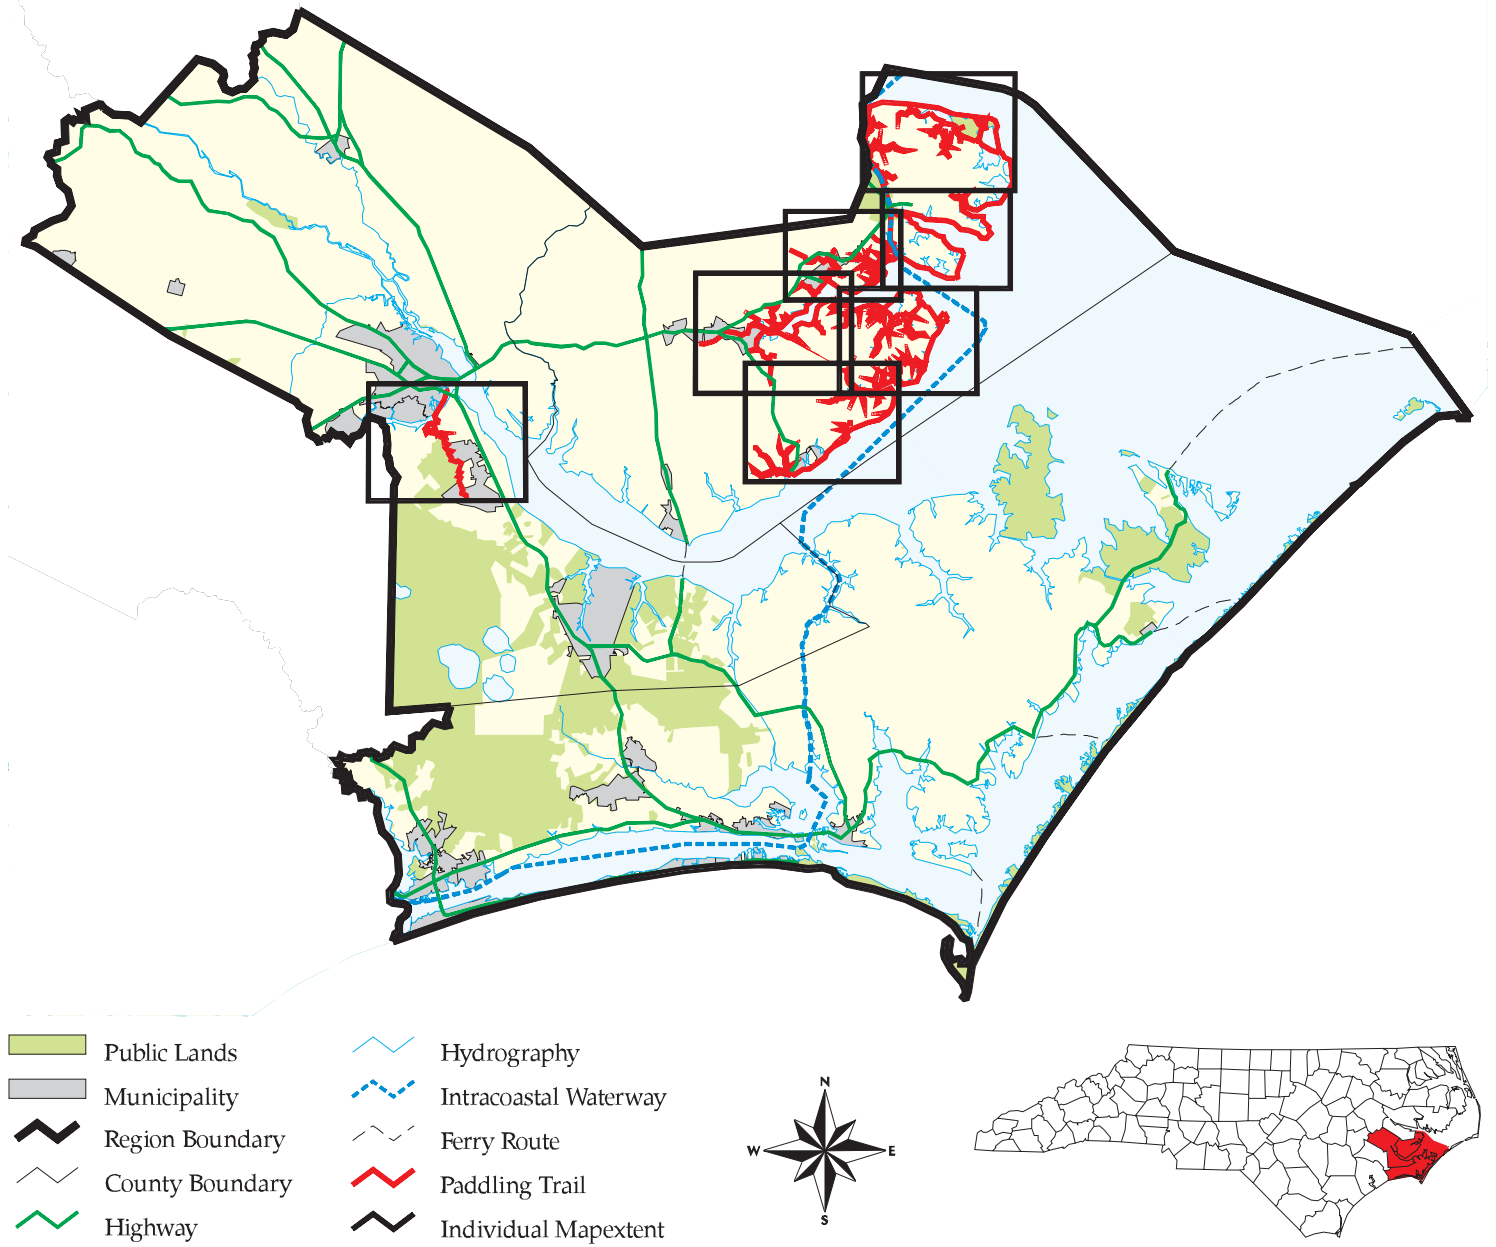 Public Lands
Municipality
Region Boundary
County Boundary
Highway
Hydrography
Intracoastal Waterway
Ferry Route
Paddling Trail
Individual Mapextent
N
W
E
S